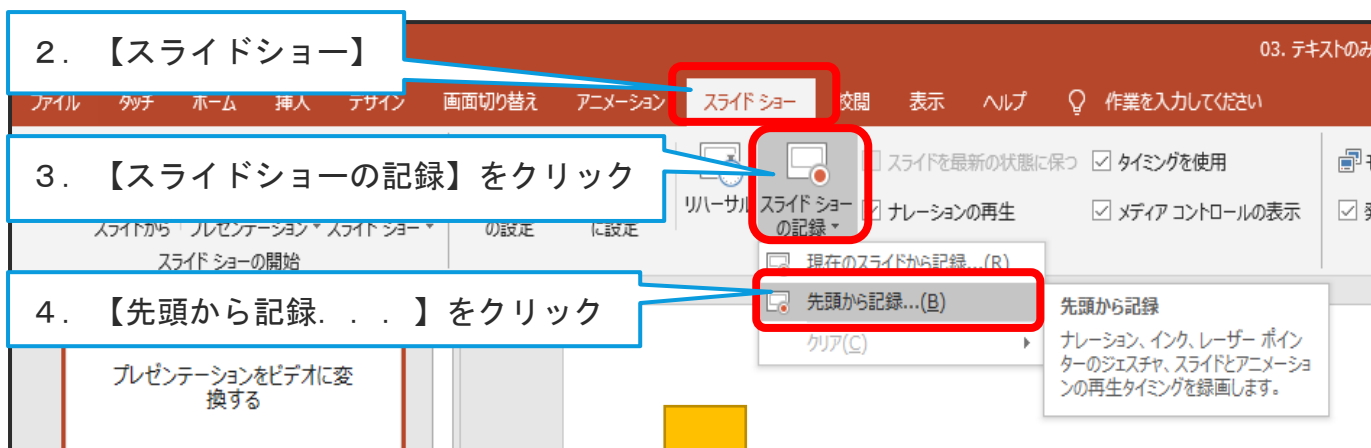 2．【スライドショー】
03. テキストのみ
ファイル タッチ ホーム 挿入 デザイン 画面切り替え アニメーション スライド ショー 校閲 表示 ヘルプ 作業を入力してください
3．【スライドショーの記録】をクリック
スライドを最新の状態に保つ タイミングを使用
リハーサル スライド ショー ナレーションの再生 メディア コントロールの表示
の記録
スライドから プレゼンテーション スライド ショー の設定 に設定
スライド ショーの開始
現在のスライドから記録...(R)
4．【先頭から記録．．．】をクリック
先頭から記録...(B)
クリア(C)
先頭から記録
ナレーション、インク、レーザー ポイン
ターのジェスチャ、スライドとアニメーショ
ンの再生タイミングを録画します。
プレゼンテーションをビデオに変
換する